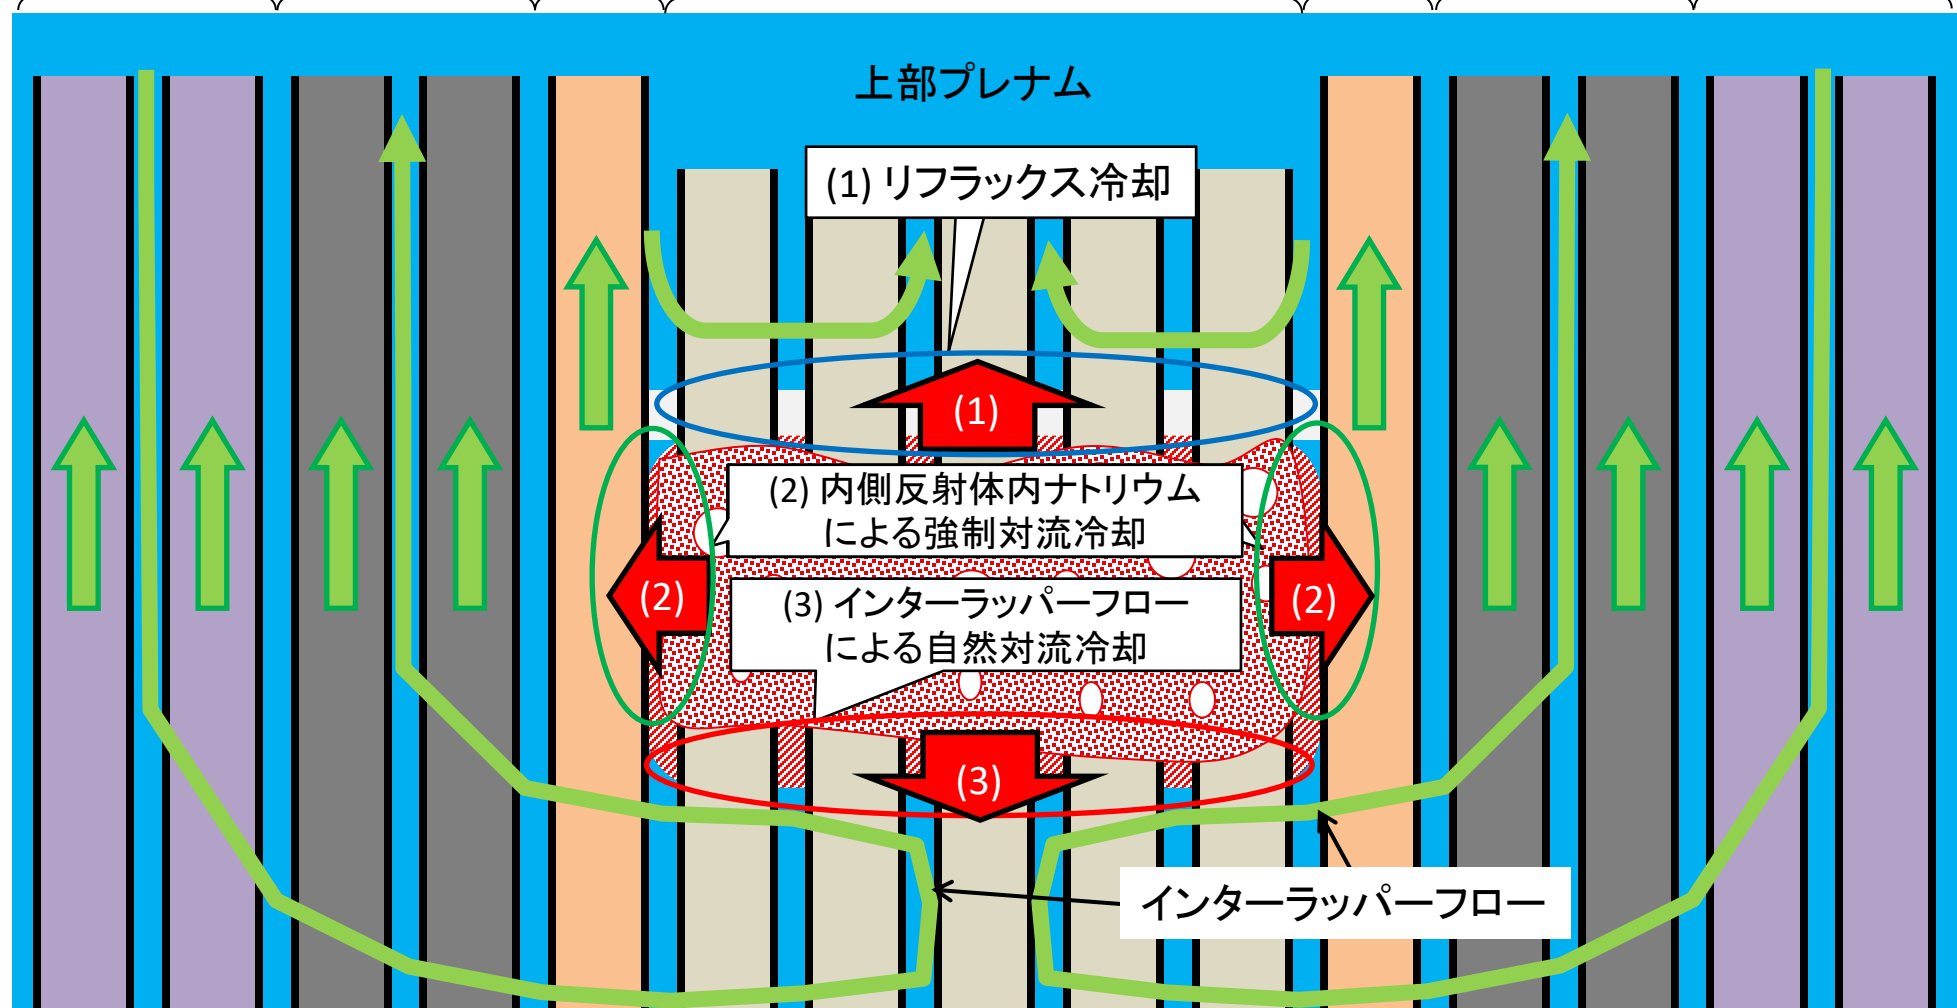 上部プレナム
(1) リフラックス冷却
(1)
(2) 内側反射体内ナトリウム
による強制対流冷却
(2)
(2)
(3) インターラッパーフロー
による自然対流冷却
(3)
インターラッパーフロー